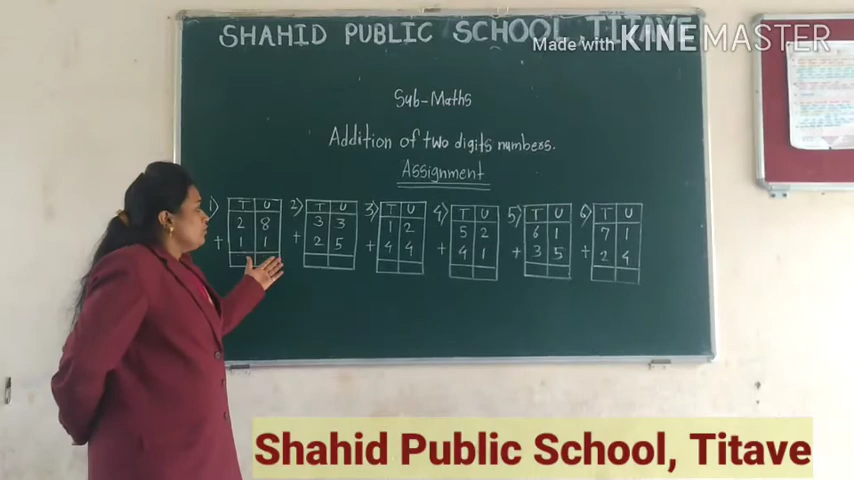 SHAHID PUBLIC SCHOOL TITAVE
Made with KINEMASTER
Sub-Maths
Addition of two digits numbers.
Assignment
1) T U 2) T U 3) T U 4) T U 5) T U 6) T U
2 8 3 3 1 2 5 2 6 1 7 1
+ 1 1 + 2 5 + 4 4 + 4 1 + 3 5 + 2 4
Shahid Public School, Titave